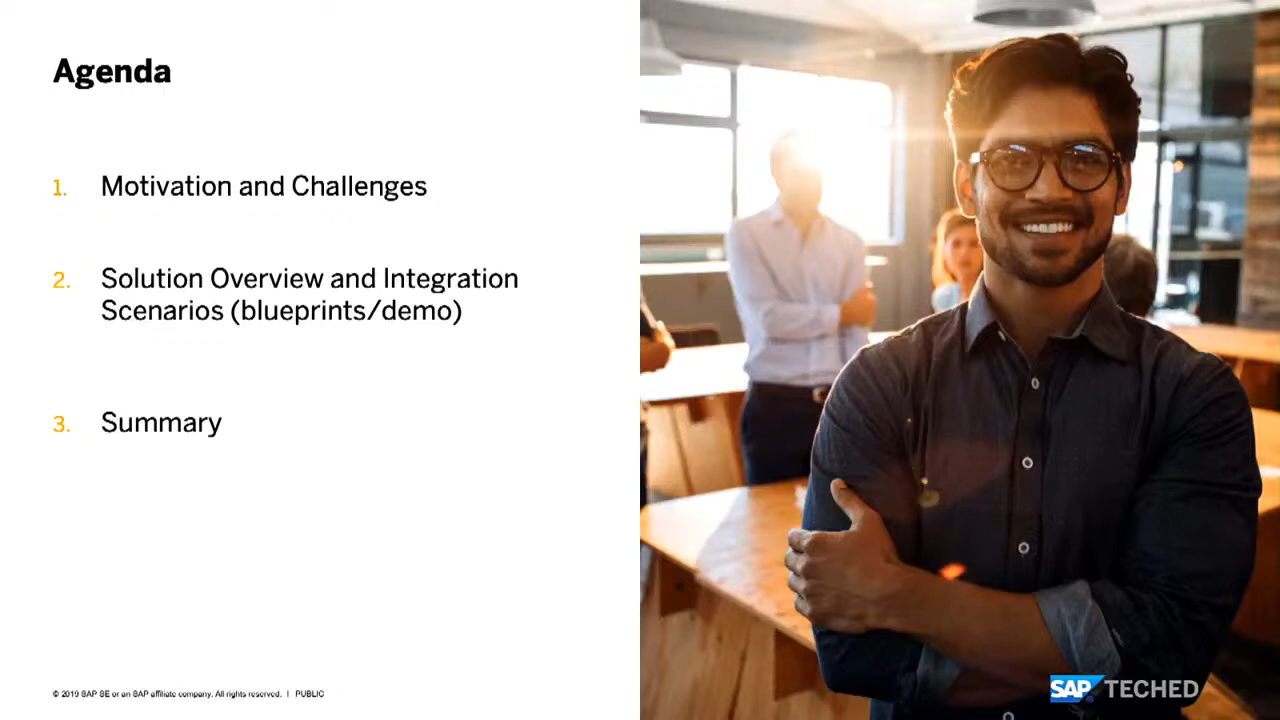 Agenda
1. Motivation and Challenges
2. Solution Overview and Integration
Scenarios (blueprints/demo)
3. Summary
© 2019 SAP SE or an SAP affiliate company. All rights reserved. | PUBLIC
SAP TECHED